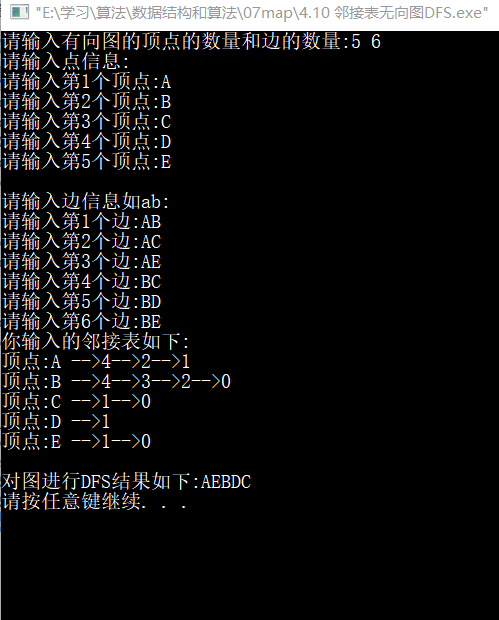 "E:\学习\算法\数据结构和算法\07map\4.10 邻接表无向图DFS.exe"
请输入有向图的顶点的数量和边的数量:5 6
请输入点信息:
请输入第1个顶点:A
请输入第2个顶点:B
请输入第3个顶点:C
请输入第4个顶点:D
请输入第5个顶点:E
请输入边信息如ab:
请输入第1个边:AB
请输入第2个边:AC
请输入第3个边:AE
请输入第4个边:BC
请输入第5个边:BD
请输入第6个边:BE
你输入的邻接表如下:
顶点:A -->4-->2-->1
顶点:B -->4-->3-->2-->0
顶点:C -->1-->0
顶点:D -->1
顶点:E -->1-->0
对图进行DFS结果如下:AEBDC
请按任意键继续. . .